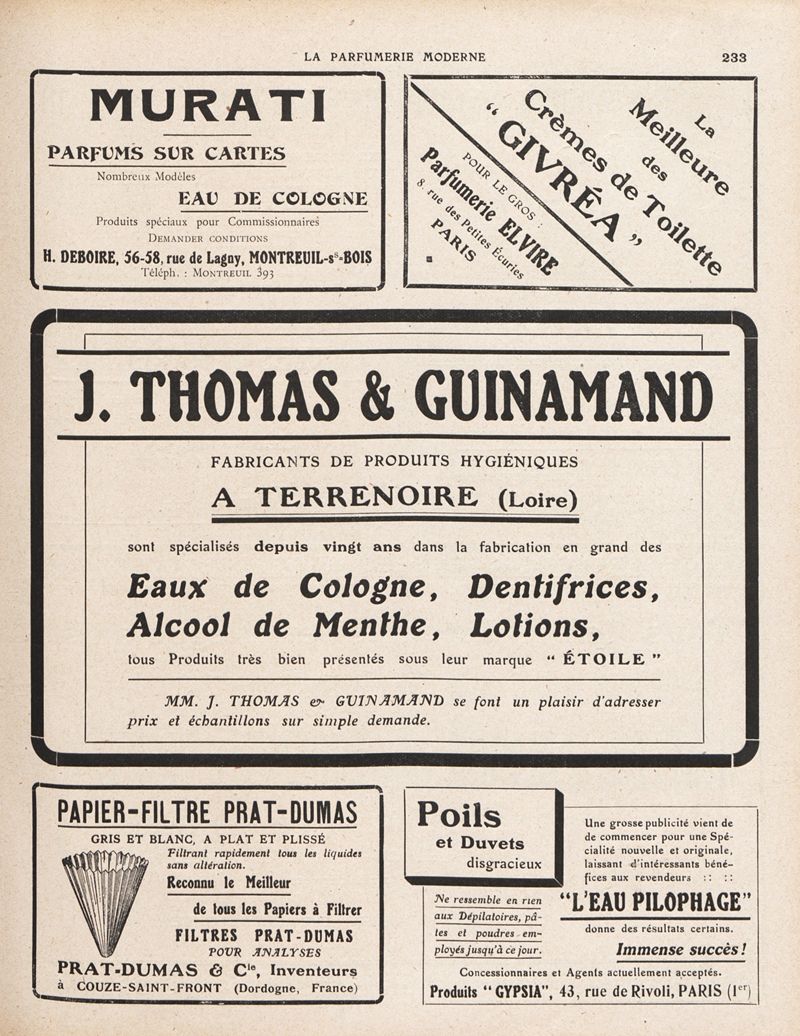 LA PARFUMERIE MODERNE
233
MURATI
PARFUMS SUR CARTES
Nombreux Modèles
EAU DE COLOGNE
Produits spéciaux pour Commissionnaires
DEMANDER CONDITIONS
H. DEBOIRE, 56-58, rue de Lagny, MONTREUIL-sˢ-BOIS
Téléph. : MONTREUIL 393
La
Meilleure
des
Crèmes de Toilette
“ GIVRÉA ”
POUR LE GROS :
Parfumerie ELVIRE
8, rue des Petites Écuries
PARIS
J. THOMAS & GUINAMAND
FABRICANTS DE PRODUITS HYGIÉNIQUES
A TERRENOIRE (Loire)
sont spécialisés depuis vingt ans dans la fabrication en grand des
Eaux de Cologne, Dentifrices,
Alcool de Menthe, Lotions,
tous Produits très bien présentés sous leur marque “ ÉTOILE ”
MM. J. THOMAS & GUINAMAND se font un plaisir d'adresser
prix et échantillons sur simple demande.
PAPIER-FILTRE PRAT-DUMAS
GRIS ET BLANC, A PLAT ET PLISSÉ
Filtrant rapidement tous les liquides
sans altération.
Reconnu le Meilleur
de tous les Papiers à Filtrer
FILTRES PRAT-DUMAS
POUR ANALYSES
PRAT-DUMAS & Cⁱᵉ, Inventeurs
à COUZE-SAINT-FRONT (Dordogne, France)
Poils
et Duvets
disgracieux
Ne ressemble en rien
aux Dépilatoires, pâ-
tes et poudres em-
ployés jusqu'à ce jour.
Une grosse publicité vient de
de commencer pour une Spé-
cialité nouvelle et originale,
laissant d'intéressants béné-
fices aux revendeurs :: ::
“L'EAU PILOPHAGE”
donne des résultats certains.
Immense succès !
Concessionnaires et Agents actuellement acceptés.
Produits “ GYPSIA”, 43, rue de Rivoli, PARIS (1ᵉʳ)